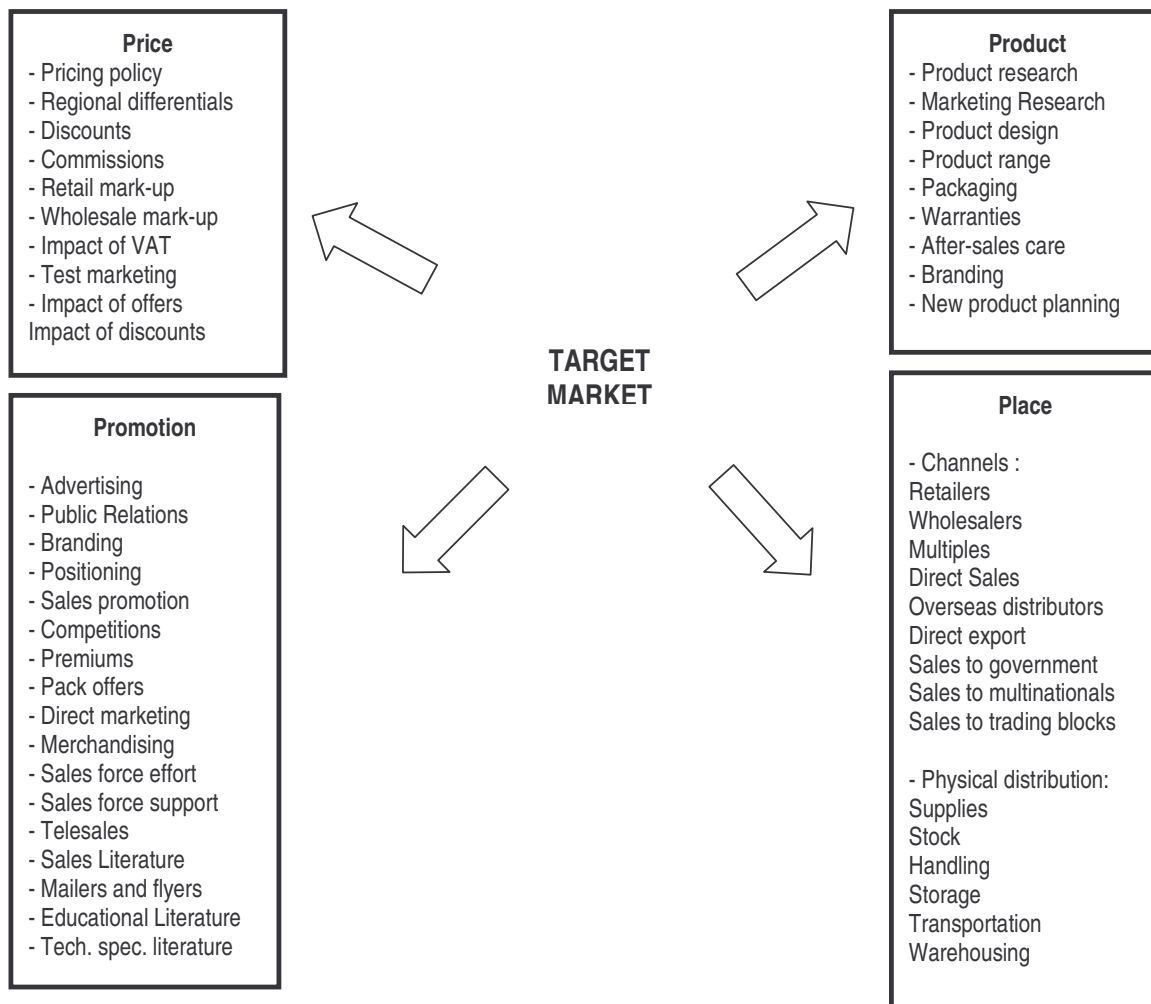 Price
- Pricing policy
- Regional differentials
- Discounts
- Commissions
- Retail mark-up
- Wholesale mark-up
- Impact of VAT
- Test marketing
- Impact of offers
Impact of discounts
Product
- Product research
- Marketing Research
- Product design
- Product range
- Packaging
- Warranties
- After-sales care
- Branding
- New product planning
TARGET
MARKET
Promotion
- Advertising
- Public Relations
- Branding
- Positioning
- Sales promotion
- Competitions
- Premiums
- Pack offers
- Direct marketing
- Merchandising
- Sales force effort
- Sales force support
- Telesales
- Sales Literature
- Mailers and flyers
- Educational Literature
- Tech. spec. literature
Place
- Channels :
Retailers
Wholesalers
Multiples
Direct Sales
Overseas distributors
Direct export
Sales to government
Sales to multinationals
Sales to trading blocks
- Physical distribution:
Supplies
Stock
Handling
Storage
Transportation
Warehousing